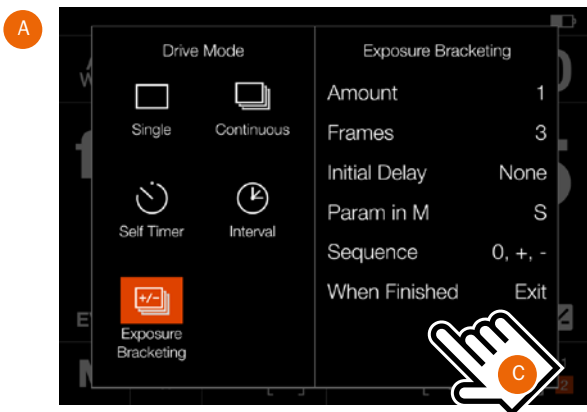 A
Drive Mode
Exposure Bracketing
Single
Continuous
Self Timer
Interval
+/-
Exposure
Bracketing
Amount 1
Frames 3
Initial Delay None
Param in M S
Sequence 0, +, -
When Finished Exit
C